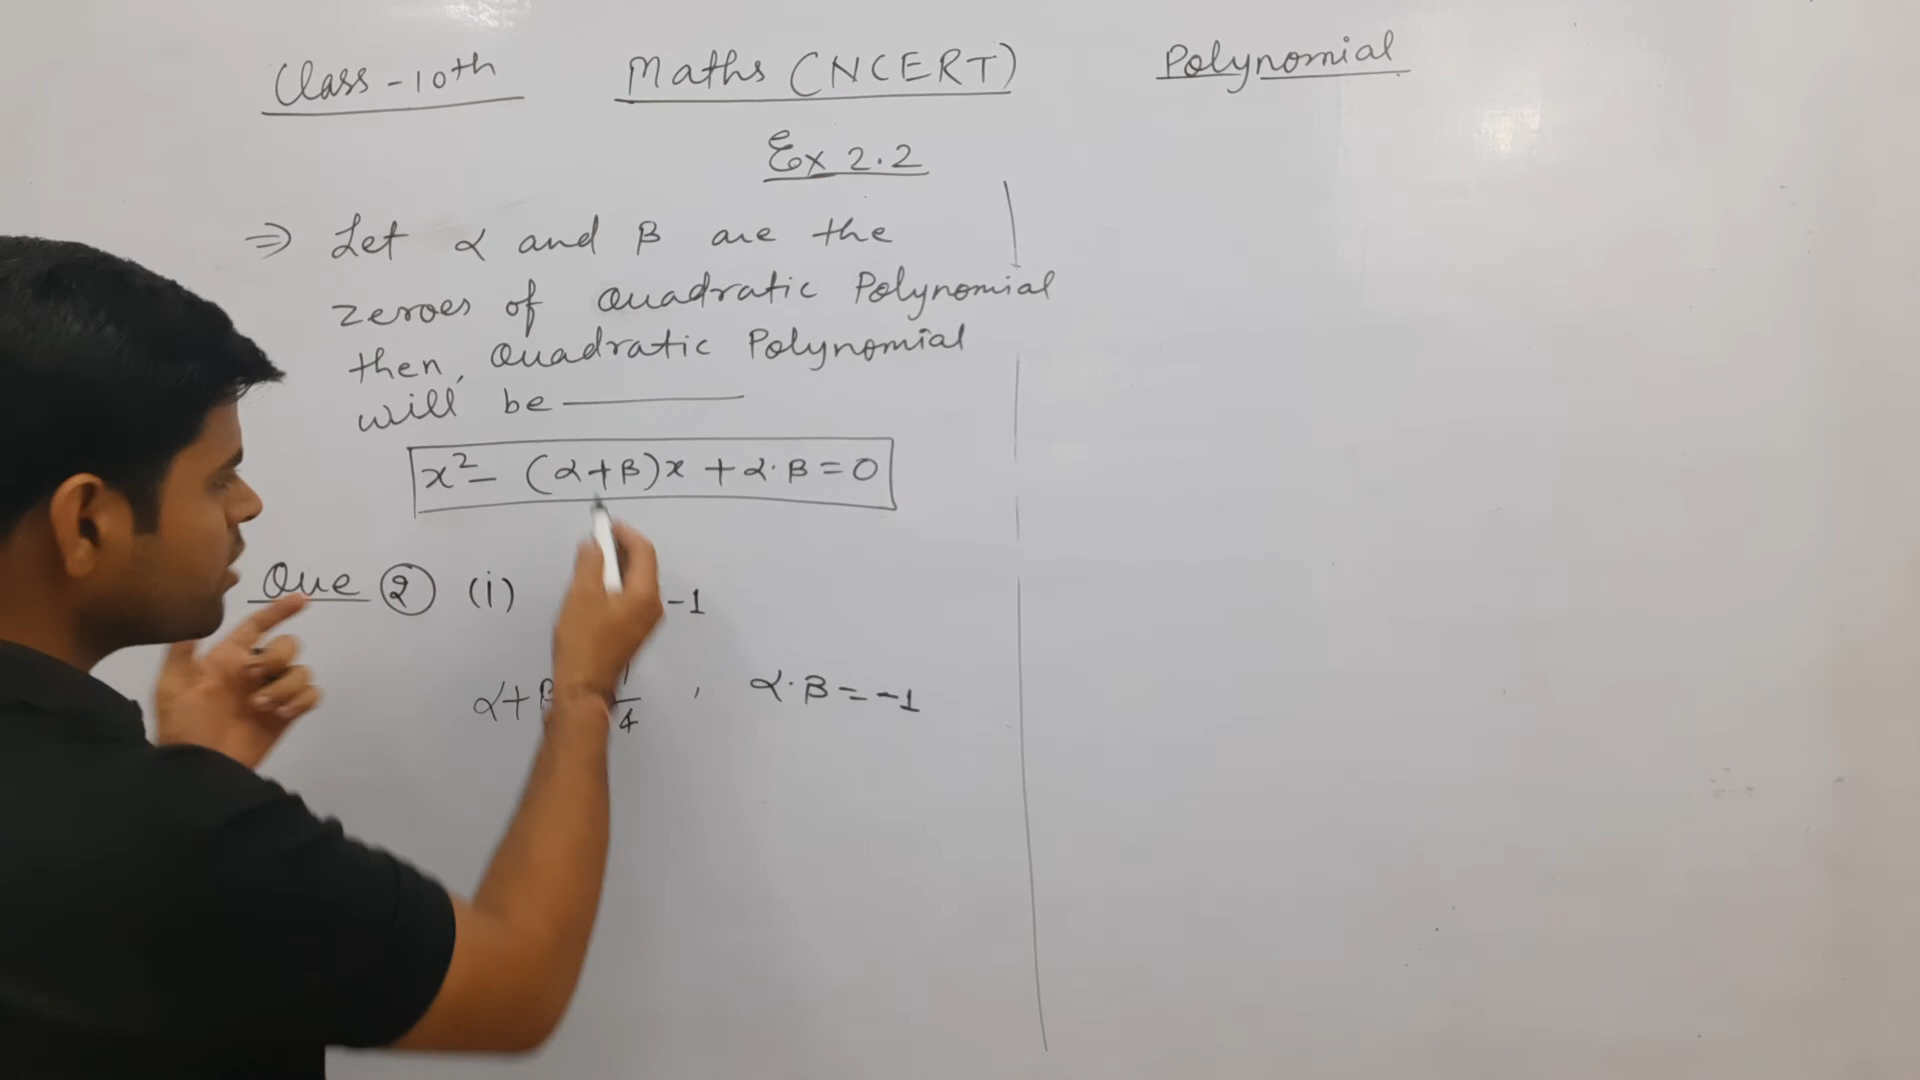 Class-10th Maths (NCERT) Polynomial
Ex 2.2
⇒ Let α and β are the
zeroes of Quadratic Polynomial
then, Quadratic Polynomial
will be
x² - (α+β)x + α·β = 0
Que ② (i) -1
α+β 1/4 , α·β = -1